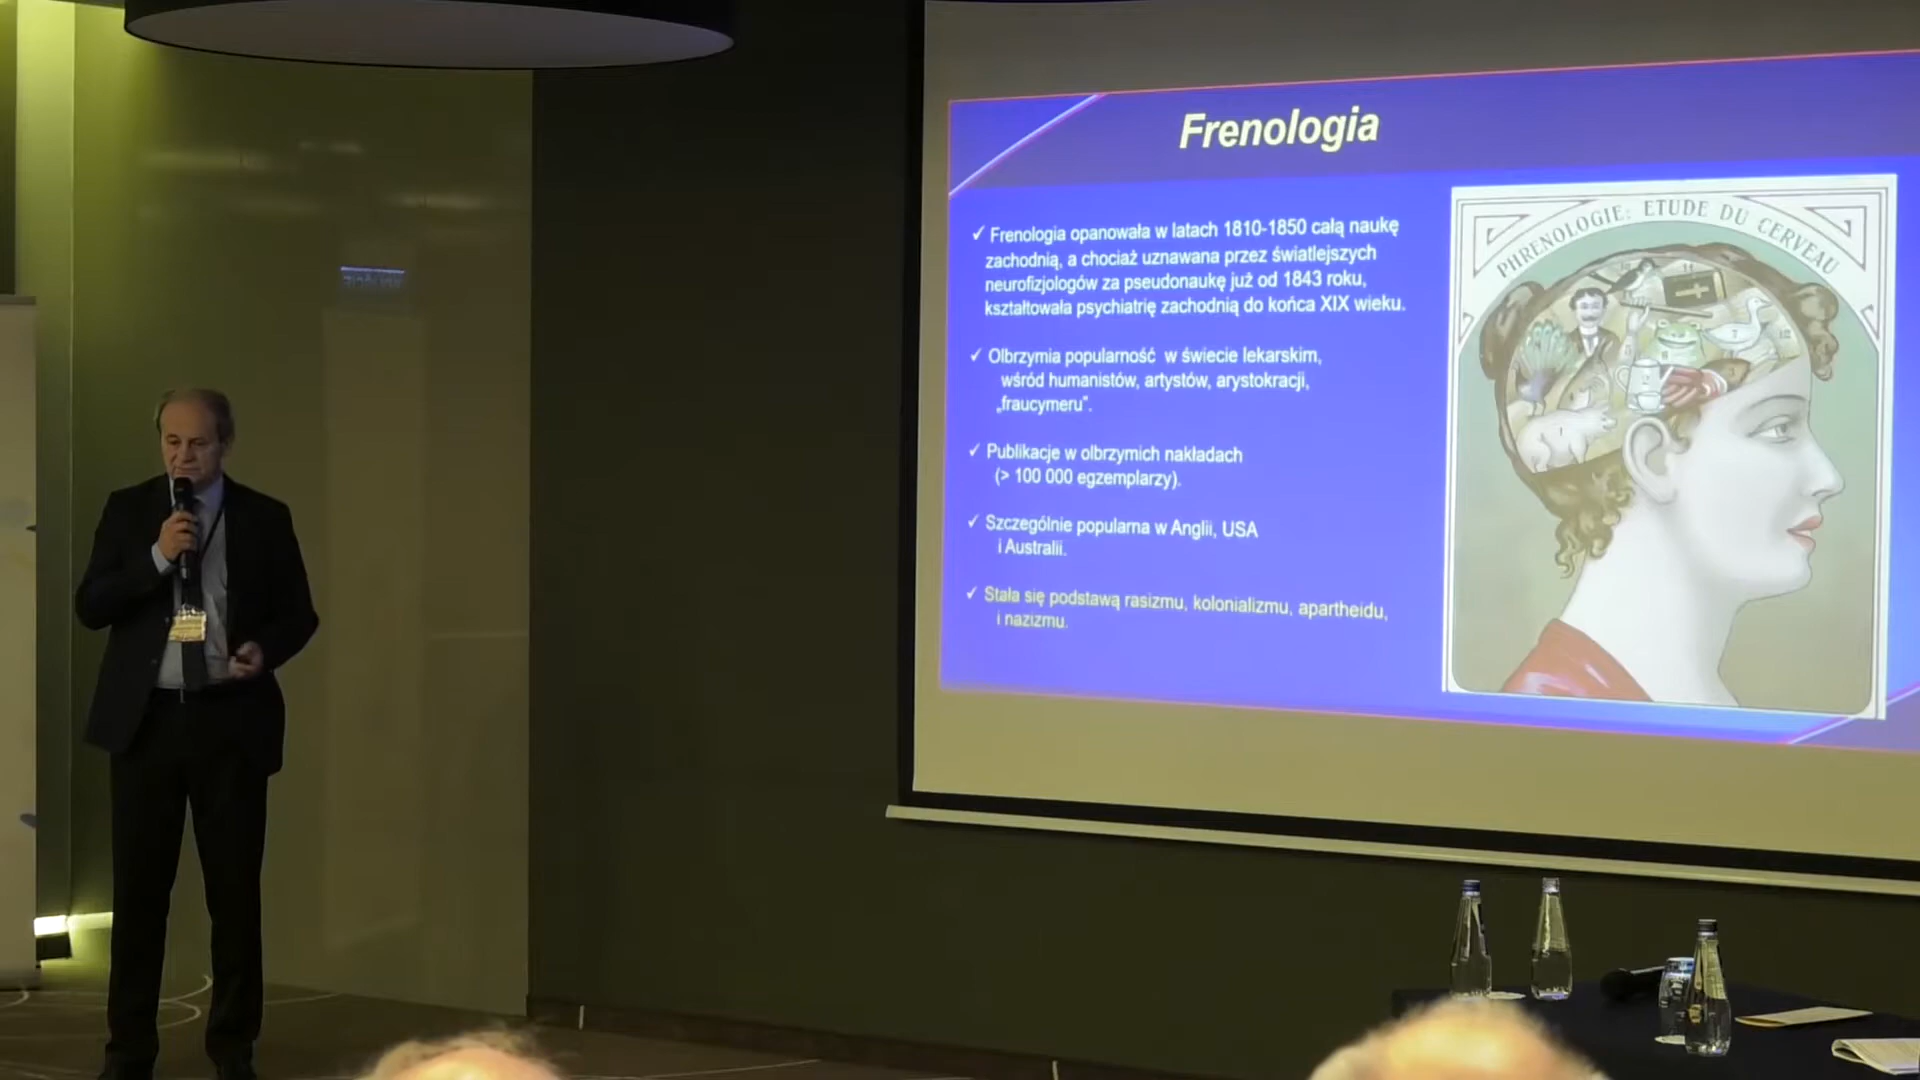 Frenologia
✓ Frenologia opanowała w latach 1810-1850 całą naukę
zachodnią, a chociaż uznawana przez światlejszych
neurofizjologów za pseudonaukę już od 1843 roku,
kształtowała psychiatrię zachodnią do końca XIX wieku.
✓ Olbrzymia popularność w świecie lekarskim,
wśród humanistów, artystów, arystokracji,
„fraucymeru”.
✓ Publikacje w olbrzymich nakładach
(> 100 000 egzemplarzy).
✓ Szczególnie popularna w Anglii, USA
i Australii.
✓ Stała się podstawą rasizmu, kolonializmu, apartheidu,
i nazizmu.
PHRENOLOGIE: ETUDE DU CERVEAU